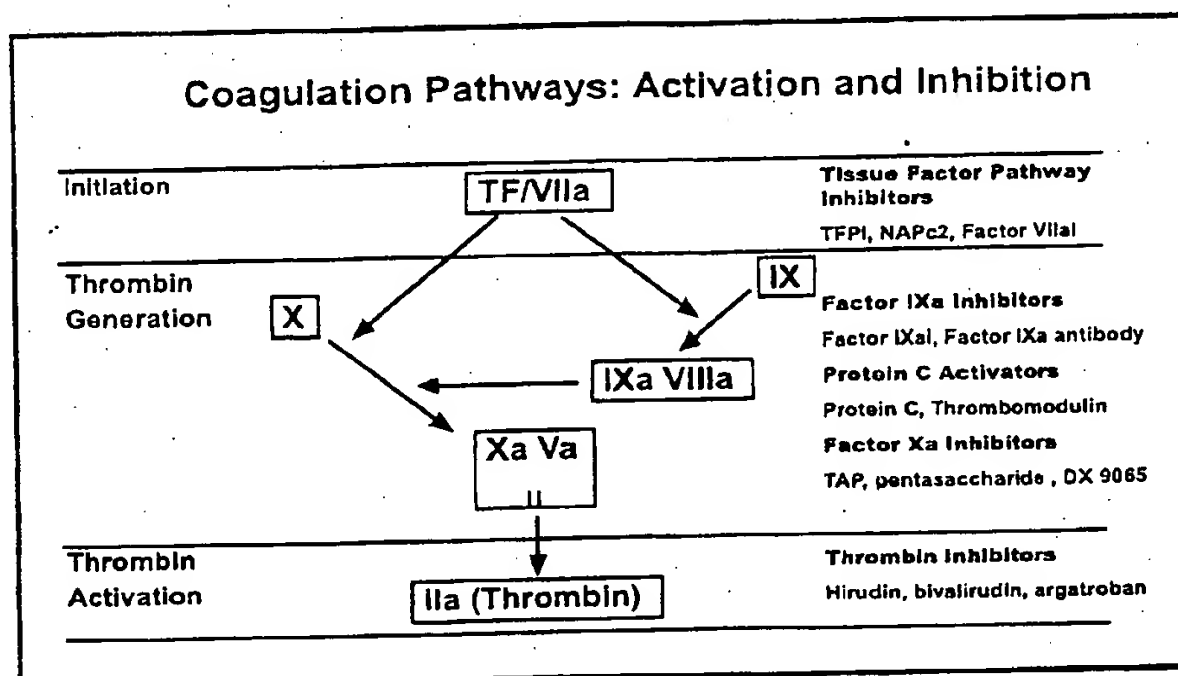 Coagulation Pathways: Activation and Inhibition
Initiation
TF/VIIa
Tissue Factor Pathway
Inhibitors
TFPI, NAPc2, Factor VIIaI
Thrombin
Generation
X
IX
Factor IXa Inhibitors
Factor IXaI, Factor IXa antibody
IXa VIIIa
Protein C Activators
Protein C, Thrombomodulin
Xa Va
II
Factor Xa Inhibitors
TAP, pentasaccharide , DX 9065
Thrombin
Activation
IIa (Thrombin)
Thrombin Inhibitors
Hirudin, bivalirudin, argatroban